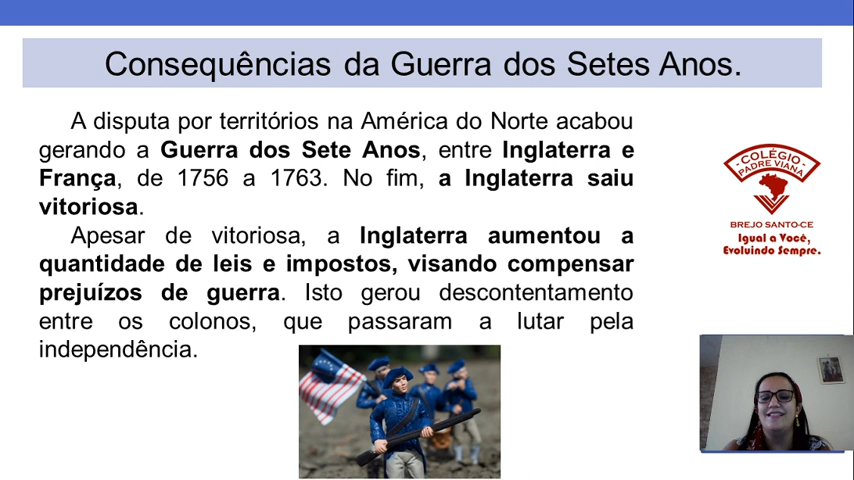 Consequências da Guerra dos Setes Anos.
A disputa por territórios na América do Norte acabou
gerando a Guerra dos Sete Anos, entre Inglaterra e
França, de 1756 a 1763. No fim, a Inglaterra saiu
vitoriosa.
Apesar de vitoriosa, a Inglaterra aumentou a
quantidade de leis e impostos, visando compensar
prejuízos de guerra. Isto gerou descontentamento
entre os colonos, que passaram a lutar pela
independência.
COLÉGIO
PADRE VIANA
BREJO SANTO-CE
Igual a Você,
Evoluindo Sempre.